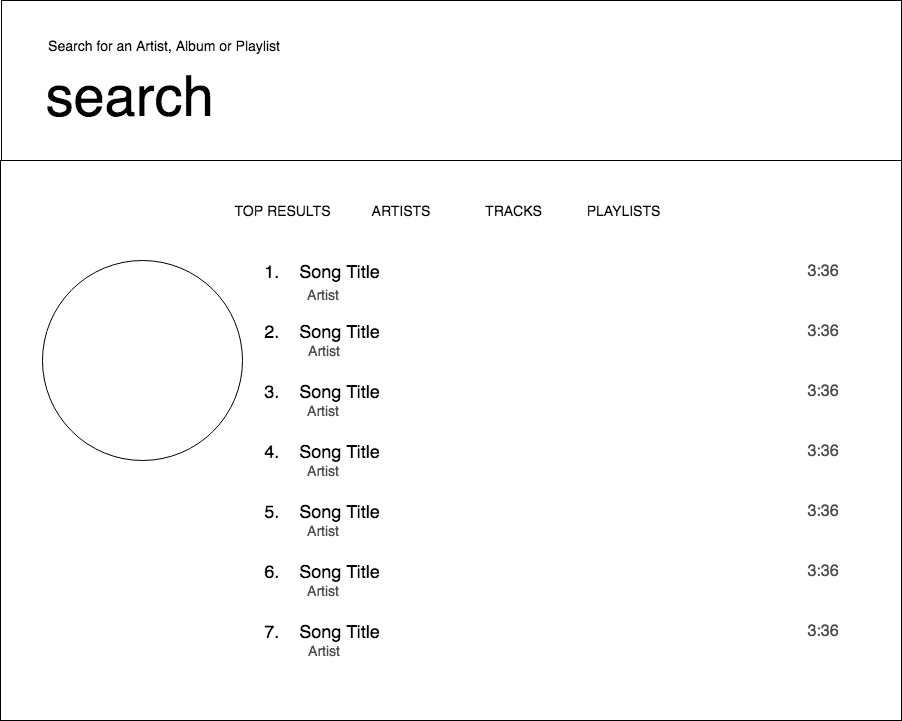 Search for an Artist, Album or Playlist
search
TOP RESULTS ARTISTS TRACKS PLAYLISTS
1. Song Title 3:36
Artist
2. Song Title 3:36
Artist
3. Song Title 3:36
Artist
4. Song Title 3:36
Artist
5. Song Title 3:36
Artist
6. Song Title 3:36
Artist
7. Song Title 3:36
Artist